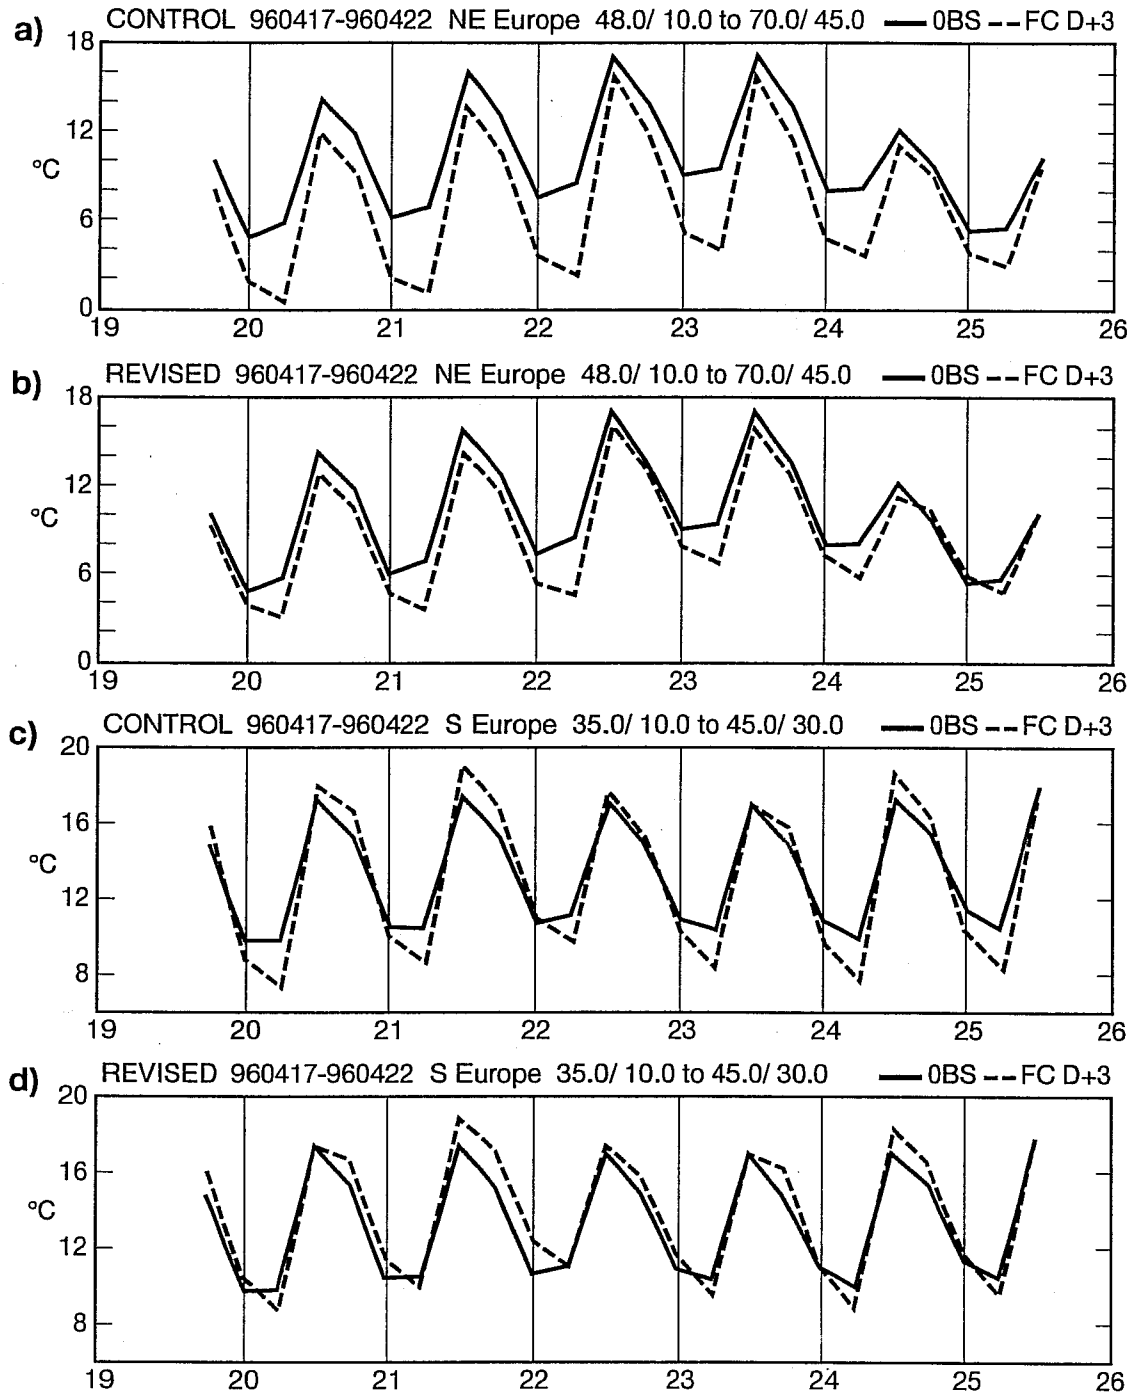 a) CONTROL 960417-960422 NE Europe 48.0/ 10.0 to 70.0/ 45.0 OBS FC D+3
18
12
°C
6
0
19 20 21 22 23 24 25 26
b) REVISED 960417-960422 NE Europe 48.0/ 10.0 to 70.0/ 45.0 OBS FC D+3
18
12
°C
6
0
19 20 21 22 23 24 25 26
c) CONTROL 960417-960422 S Europe 35.0/ 10.0 to 45.0/ 30.0 OBS FC D+3
20
16
°C
12
8
19 20 21 22 23 24 25 26
d) REVISED 960417-960422 S Europe 35.0/ 10.0 to 45.0/ 30.0 OBS FC D+3
20
16
°C
12
8
19 20 21 22 23 24 25 26